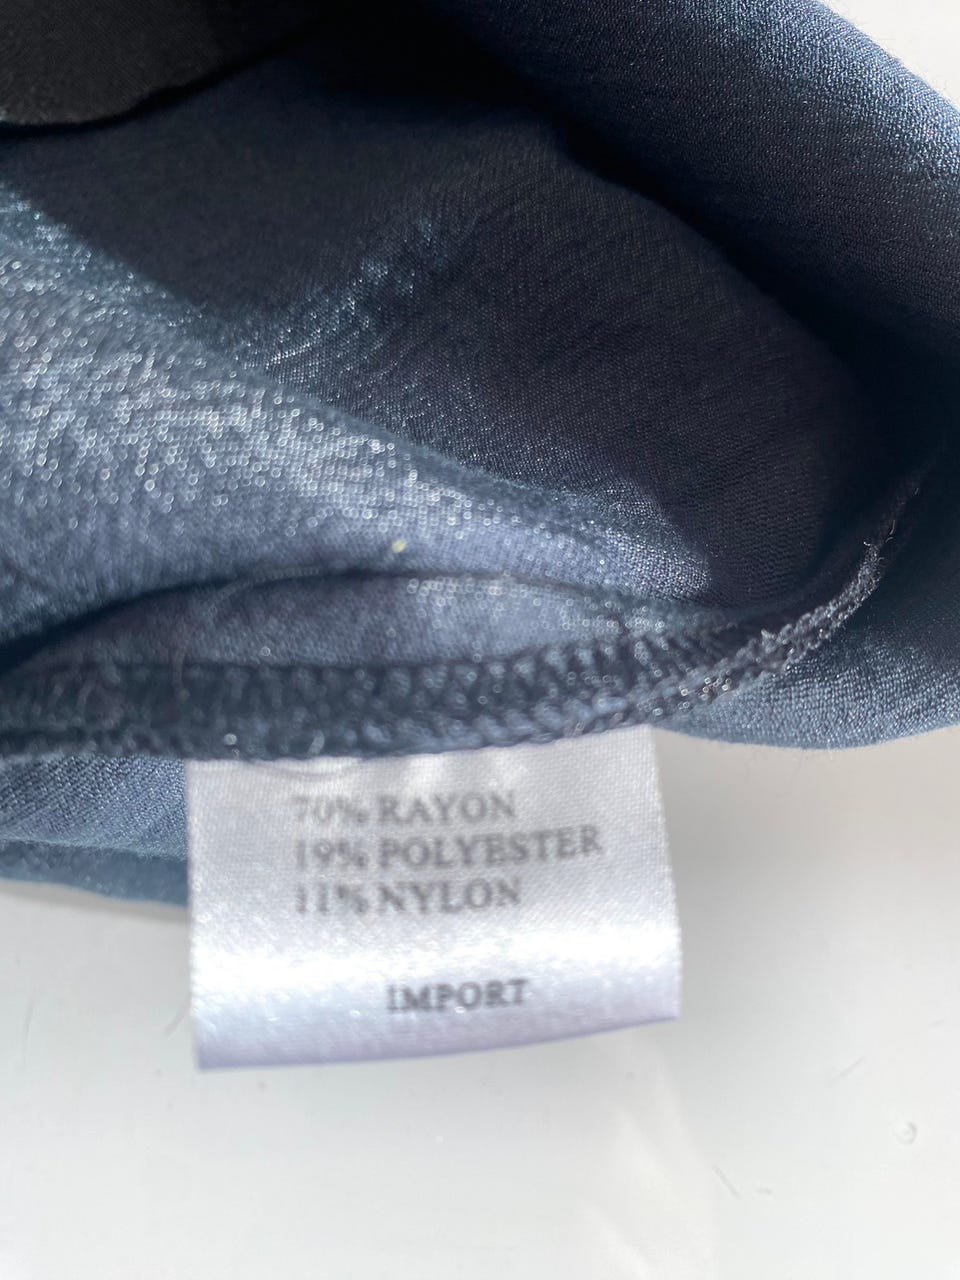 70% RAYON
19% POLYESTER
11% NYLON
IMPORT